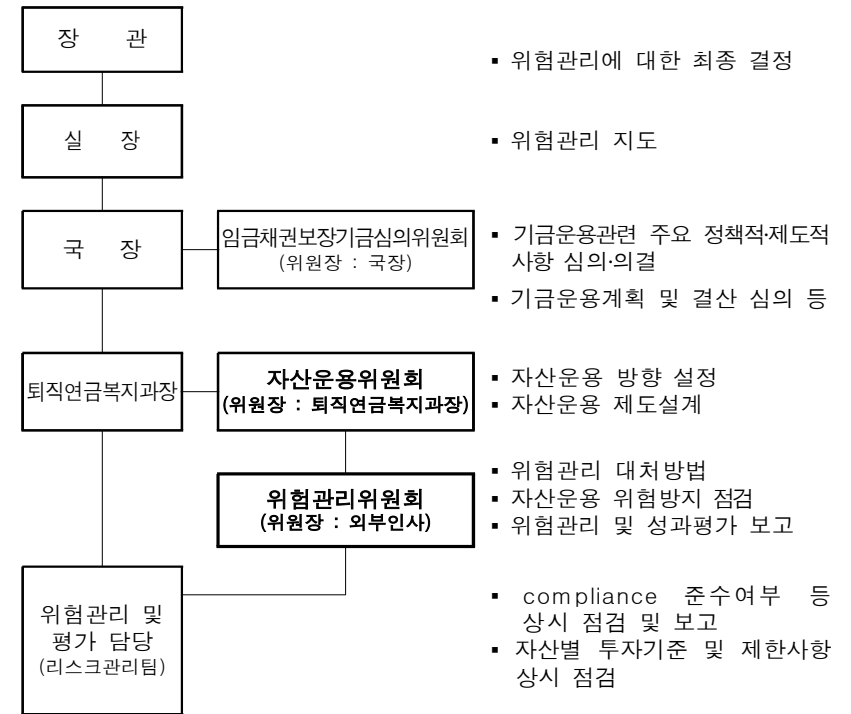 장 관
▪ 위험관리에 대한 최종 결정
실 장
▪ 위험관리 지도
국 장
임금채권보장기금심의위원회
(위원장 : 국장)
▪ 기금운용관련 주요 정책적·제도적
사항 심의·의결
▪ 기금운용계획 및 결산 심의 등
퇴직연금복지과장
자산운용위원회
(위원장 : 퇴직연금복지과장)
▪ 자산운용 방향 설정
▪ 자산운용 제도설계
위험관리위원회
(위원장 : 외부인사)
▪ 위험관리 대처방법
▪ 자산운용 위험방지 점검
▪ 위험관리 및 성과평가 보고
위험관리 및
평가 담당
(리스크관리팀)
▪ compliance 준수여부 등
상시 점검 및 보고
▪ 자산별 투자기준 및 제한사항
상시 점검